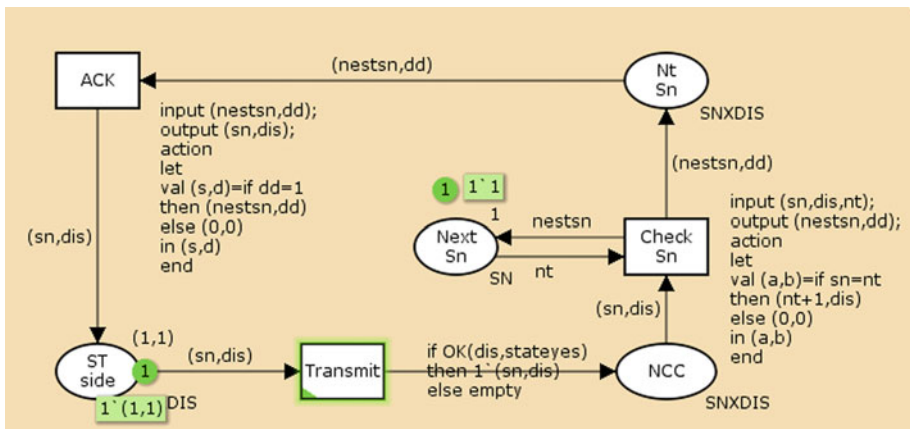 (nestsn,dd)
ACK
Nt
Sn
SNXDIS
input (nestsn,dd);
output (sn,dis);
action
let
val (s,d)=if dd=1
then (nestsn,dd)
else (0,0)
in (s,d)
end
(sn,dis)
(nestsn,dd)
1
1`1
1
Next
Sn
SN
nestsn
nt
Check
Sn
input (sn,dis,nt);
output (nestsn,dd);
action
let
val (a,b)=if sn=nt
then (nt+1,dis)
else (0,0)
in (a,b)
end
(sn,dis)
(1,1)
ST
side
1
1`(1,1)
DIS
(sn,dis)
Transmit
if OK(dis,stateyes)
then 1`(sn,dis)
else empty
NCC
SNXDIS